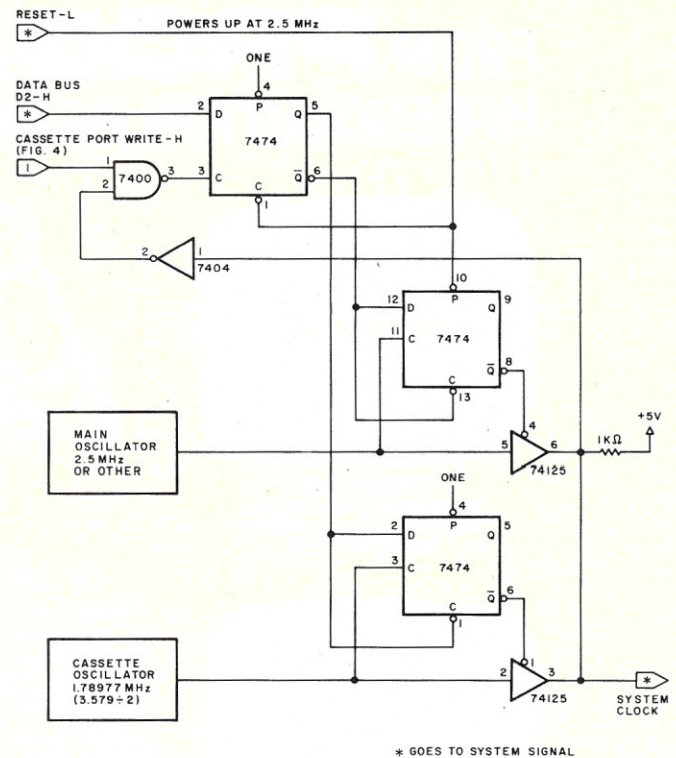 RESET-L
*
POWERS UP AT 2.5 MHz
DATA BUS
D2-H
*
CASSETTE PORT WRITE-H
(FIG. 4)
1
1
2
7400
3
ONE
4
P
2
D
Q
5
7474
3
C
Q
6
C
1
2
7404
1
10
P
12
D
Q
9
11
C
7474
Q
8
C
13
MAIN
OSCILLATOR
2.5 MHz
OR OTHER
4
5
6
74125
1KΩ
+5V
ONE
4
P
2
D
Q
5
3
C
7474
Q
6
C
1
CASSETTE
OSCILLATOR
1.78977 MHz
(3.579÷2)
1
2
3
74125
*
SYSTEM
CLOCK
* GOES TO SYSTEM SIGNAL